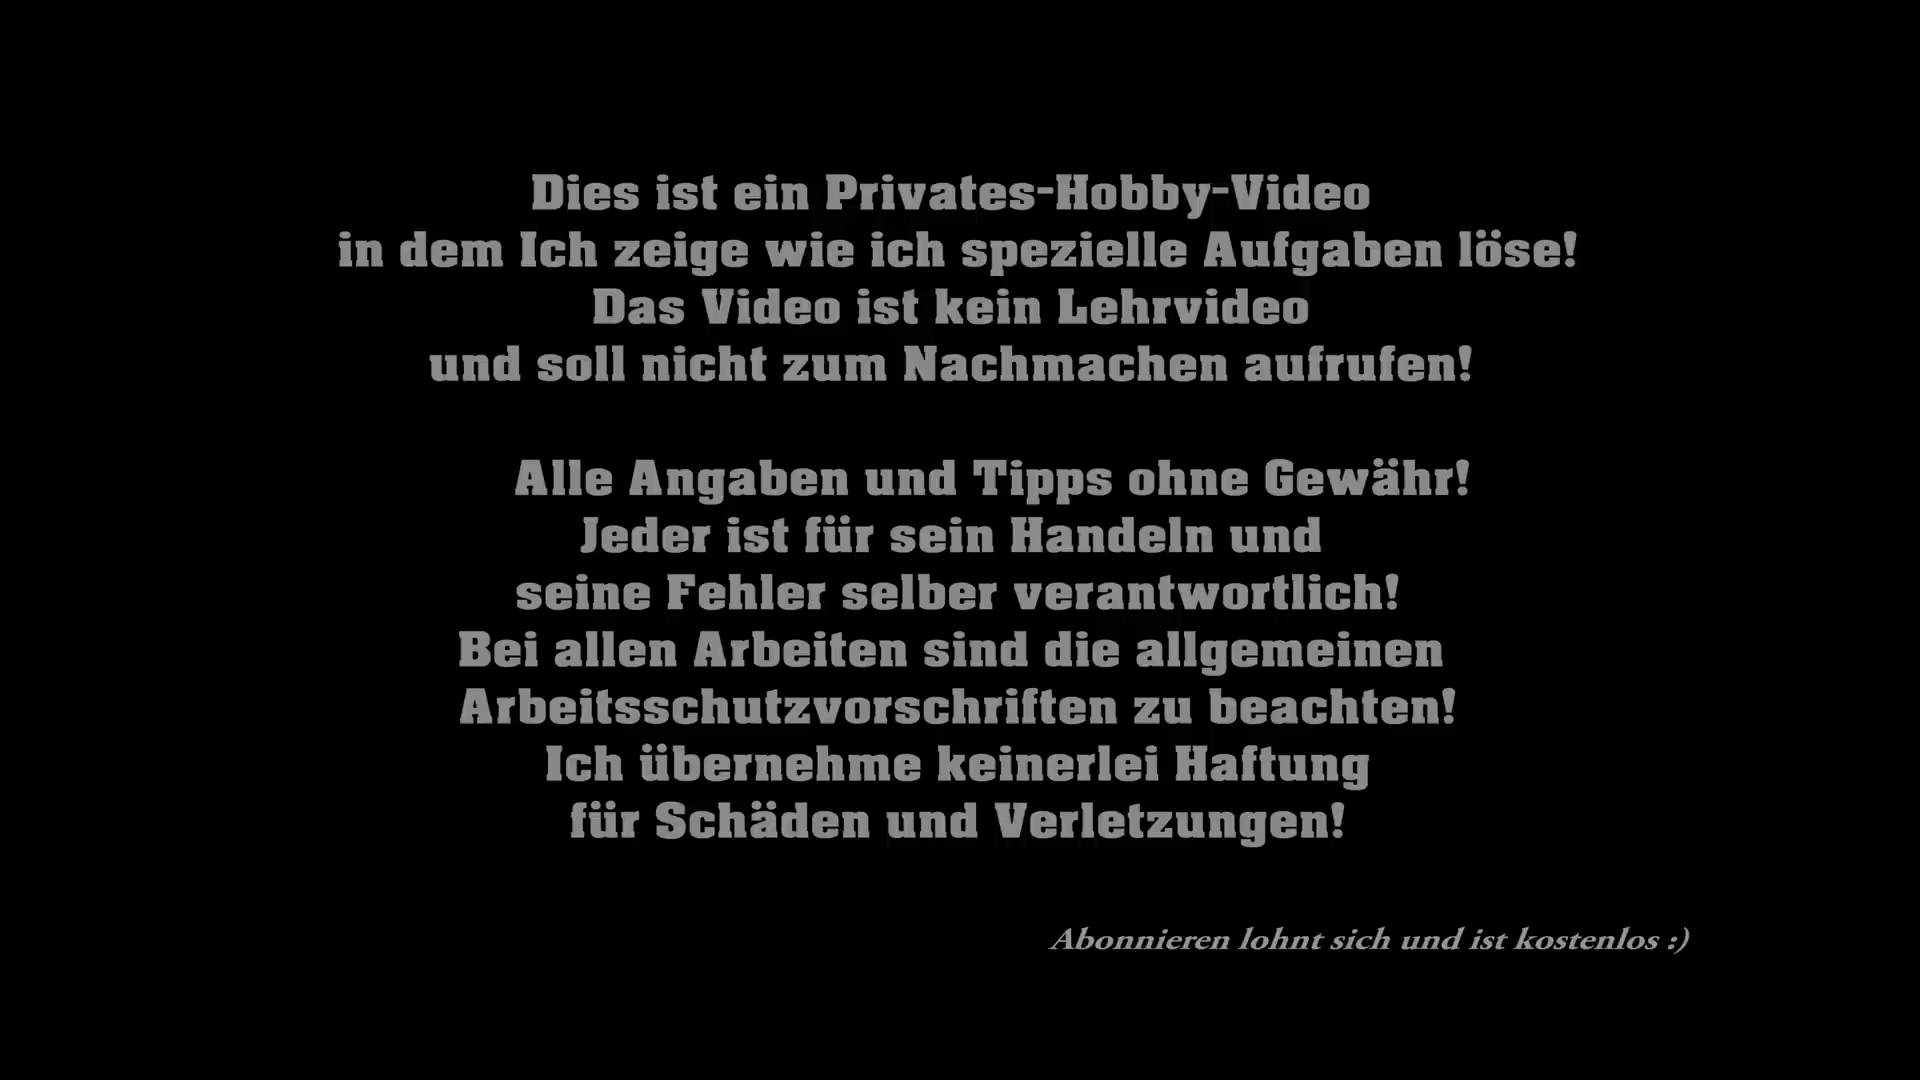 Dies ist ein Privates-Hobby-Video
in dem Ich zeige wie ich spezielle Aufgaben löse!
Das Video ist kein Lehrvideo
und soll nicht zum Nachmachen aufrufen!
Alle Angaben und Tipps ohne Gewähr!
Jeder ist für sein Handeln und
seine Fehler selber verantwortlich!
Bei allen Arbeiten sind die allgemeinen
Arbeitsschutzvorschriften zu beachten!
Ich übernehme keinerlei Haftung
für Schäden und Verletzungen!
Abonnieren lohnt sich und ist kostenlos :)